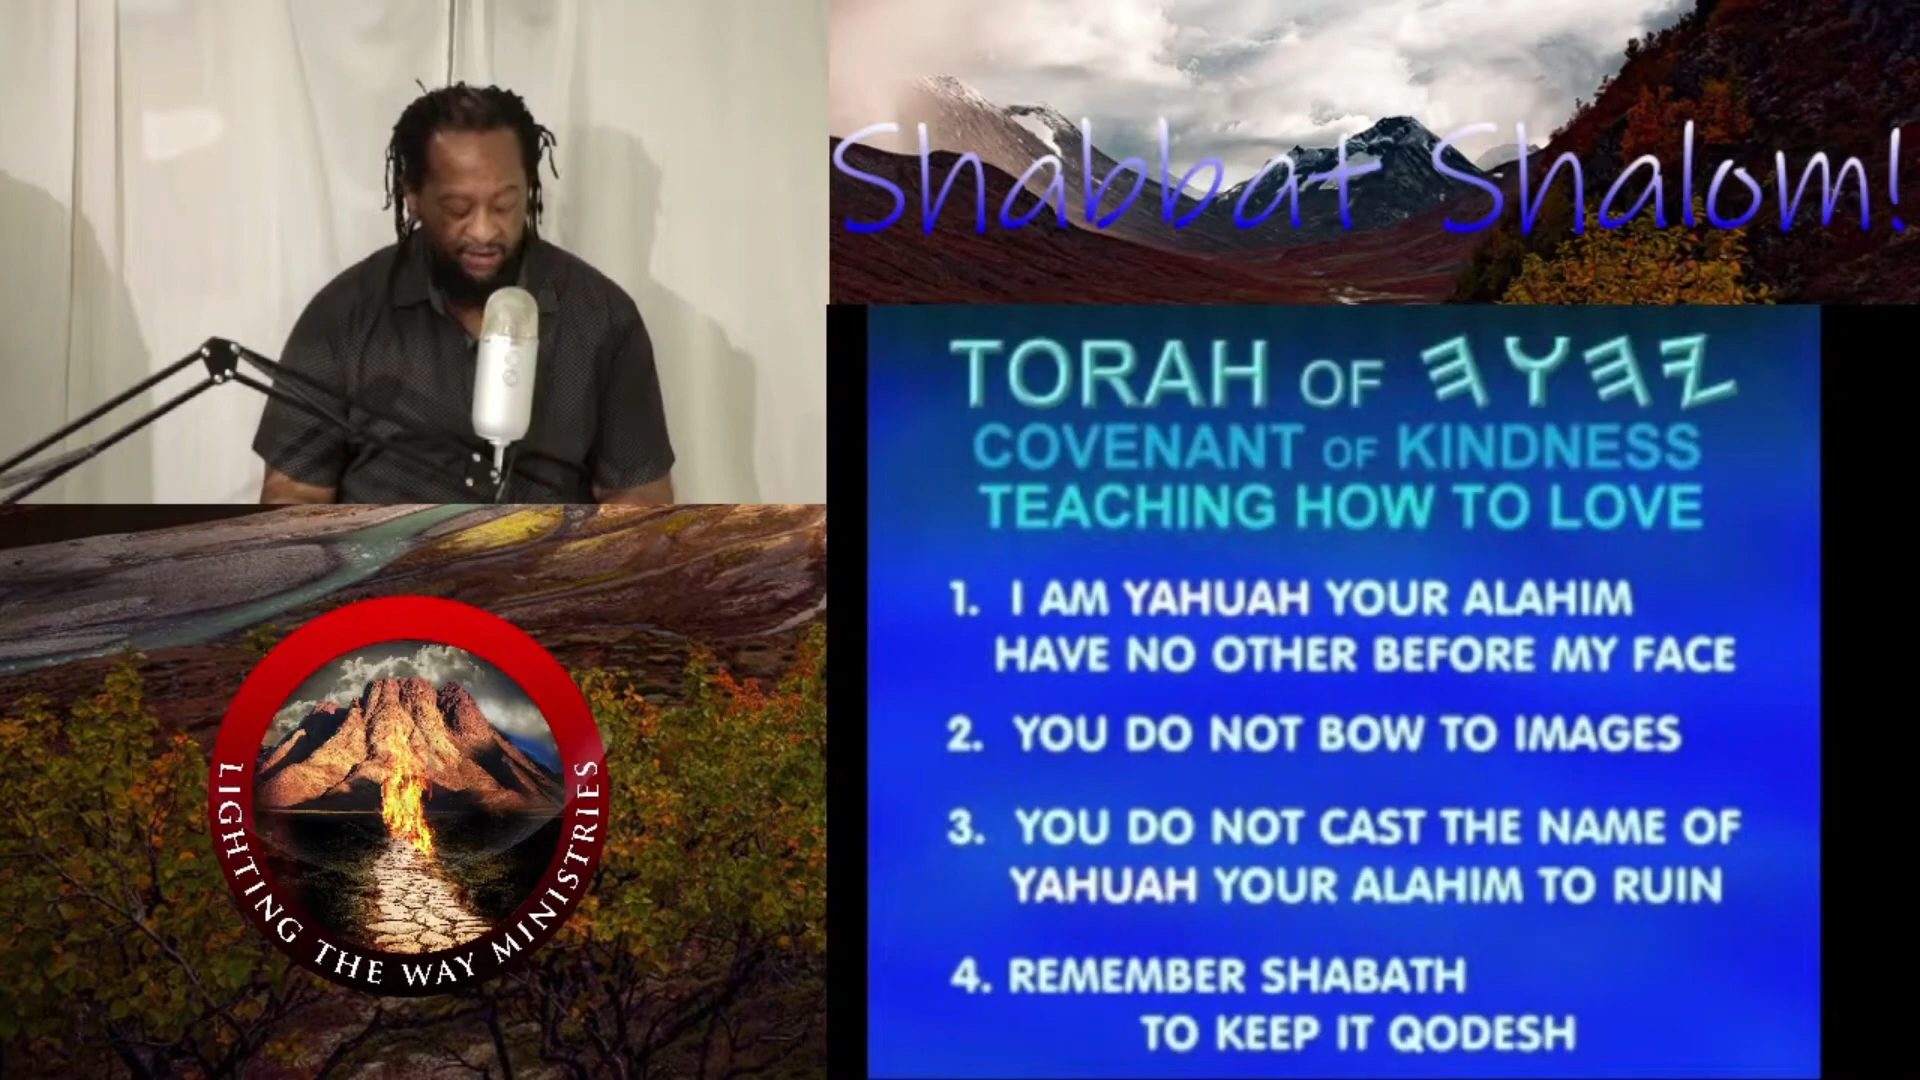 Shabbat Shalom!
TORAH OF 𐤉𐤄𐤅𐤄
COVENANT OF KINDNESS
TEACHING HOW TO LOVE
1. I AM YAHUAH YOUR ALAHIM
HAVE NO OTHER BEFORE MY FACE
2. YOU DO NOT BOW TO IMAGES
3. YOU DO NOT CAST THE NAME OF
YAHUAH YOUR ALAHIM TO RUIN
4. REMEMBER SHABATH
TO KEEP IT QODESH
LIGHTING THE WAY MINISTRIES